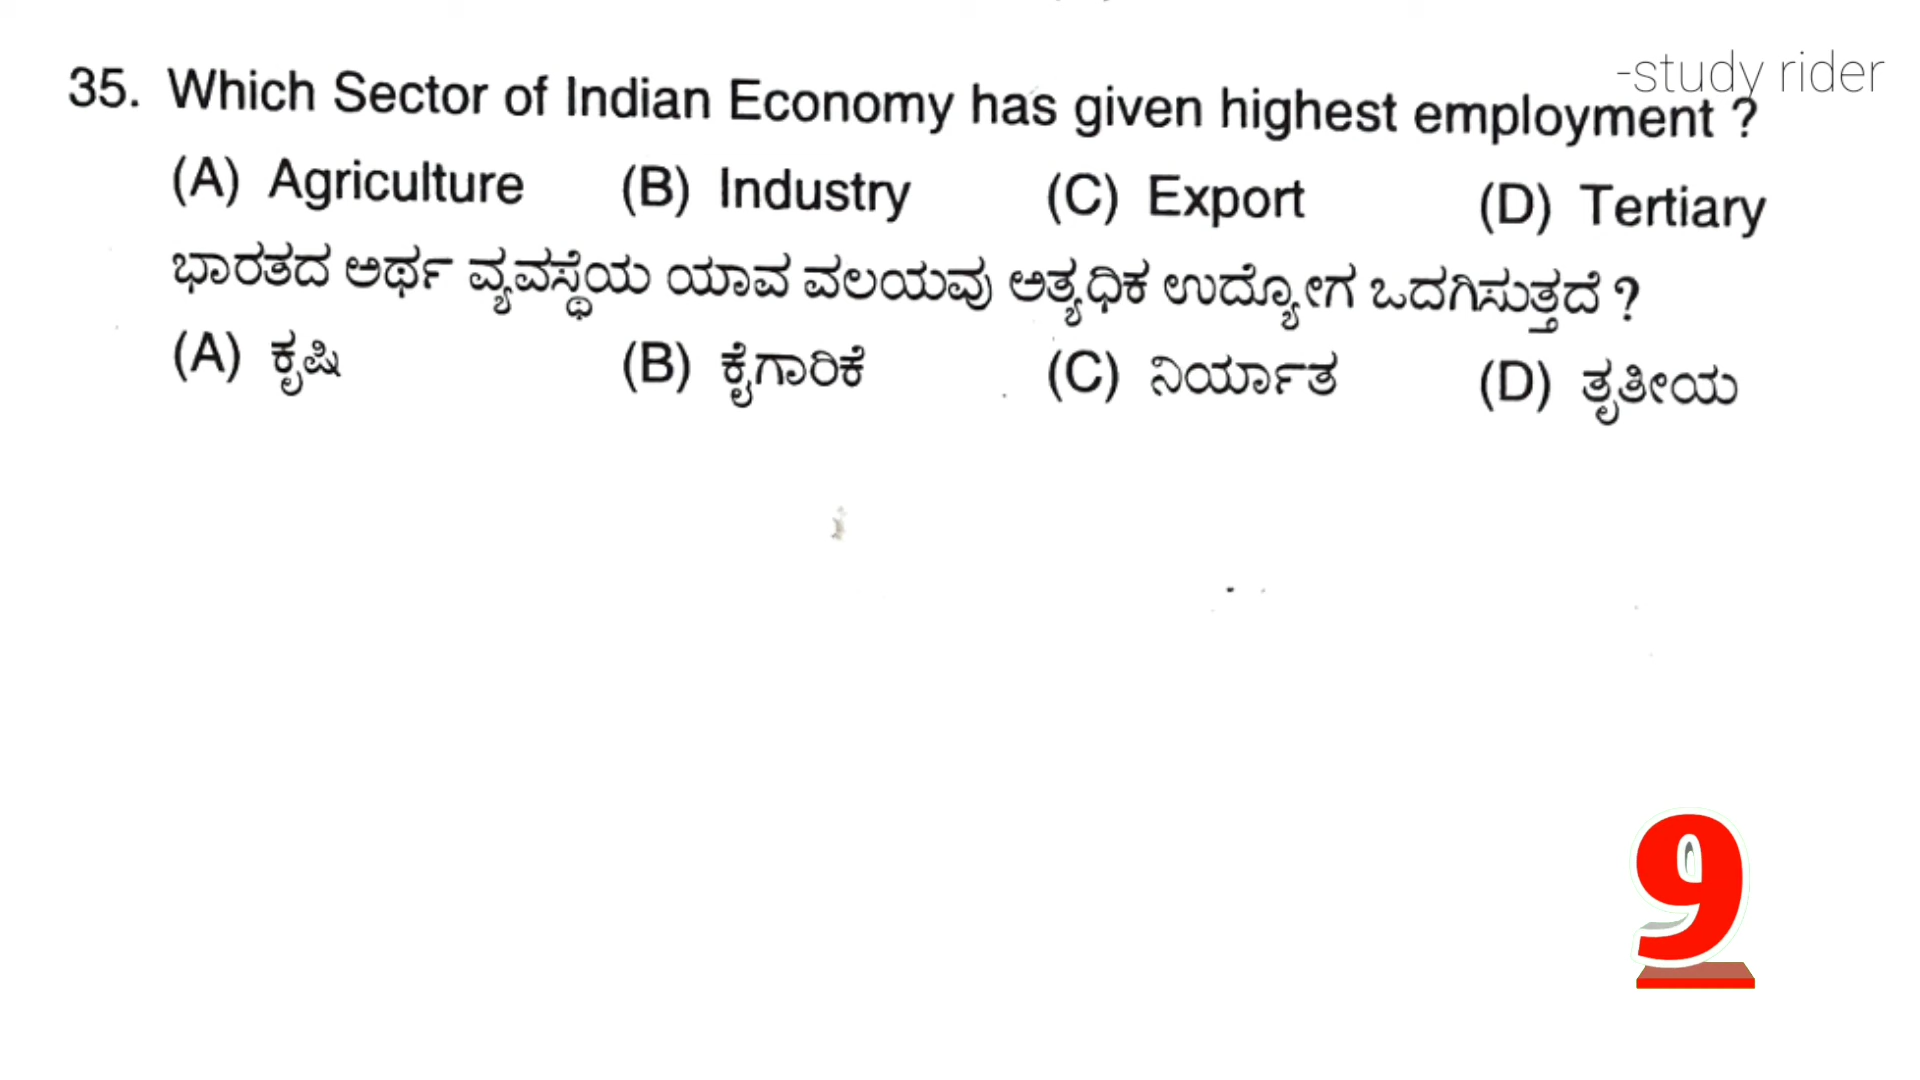 -study rider
35. Which Sector of Indian Economy has given highest employment ?
(A) Agriculture (B) Industry (C) Export (D) Tertiary
ಭಾರತದ ಅರ್ಥ ವ್ಯವಸ್ಥೆಯ ಯಾವ ವಲಯವು ಅತ್ಯಧಿಕ ಉದ್ಯೋಗ ಒದಗಿಸುತ್ತದೆ ?
(A) ಕೃಷಿ (B) ಕೈಗಾರಿಕೆ (C) ನಿರ್ಯಾತ (D) ತೃತೀಯ
9